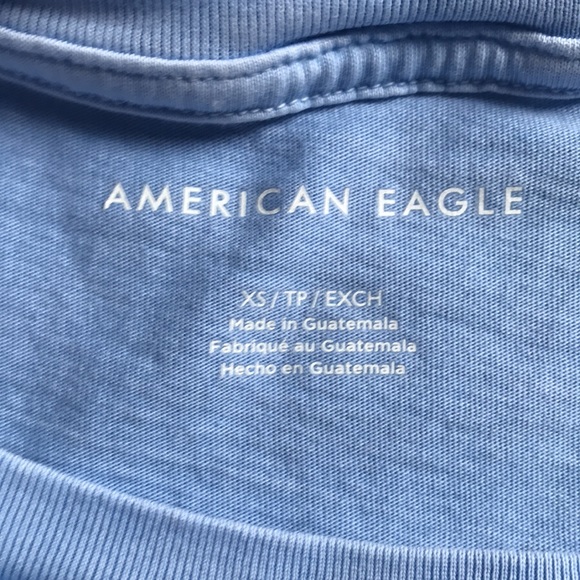 AMERICAN EAGLE
XS / TP / EXCH
Made in Guatemala
Fabriqué au Guatemala
Hecho en Guatemala